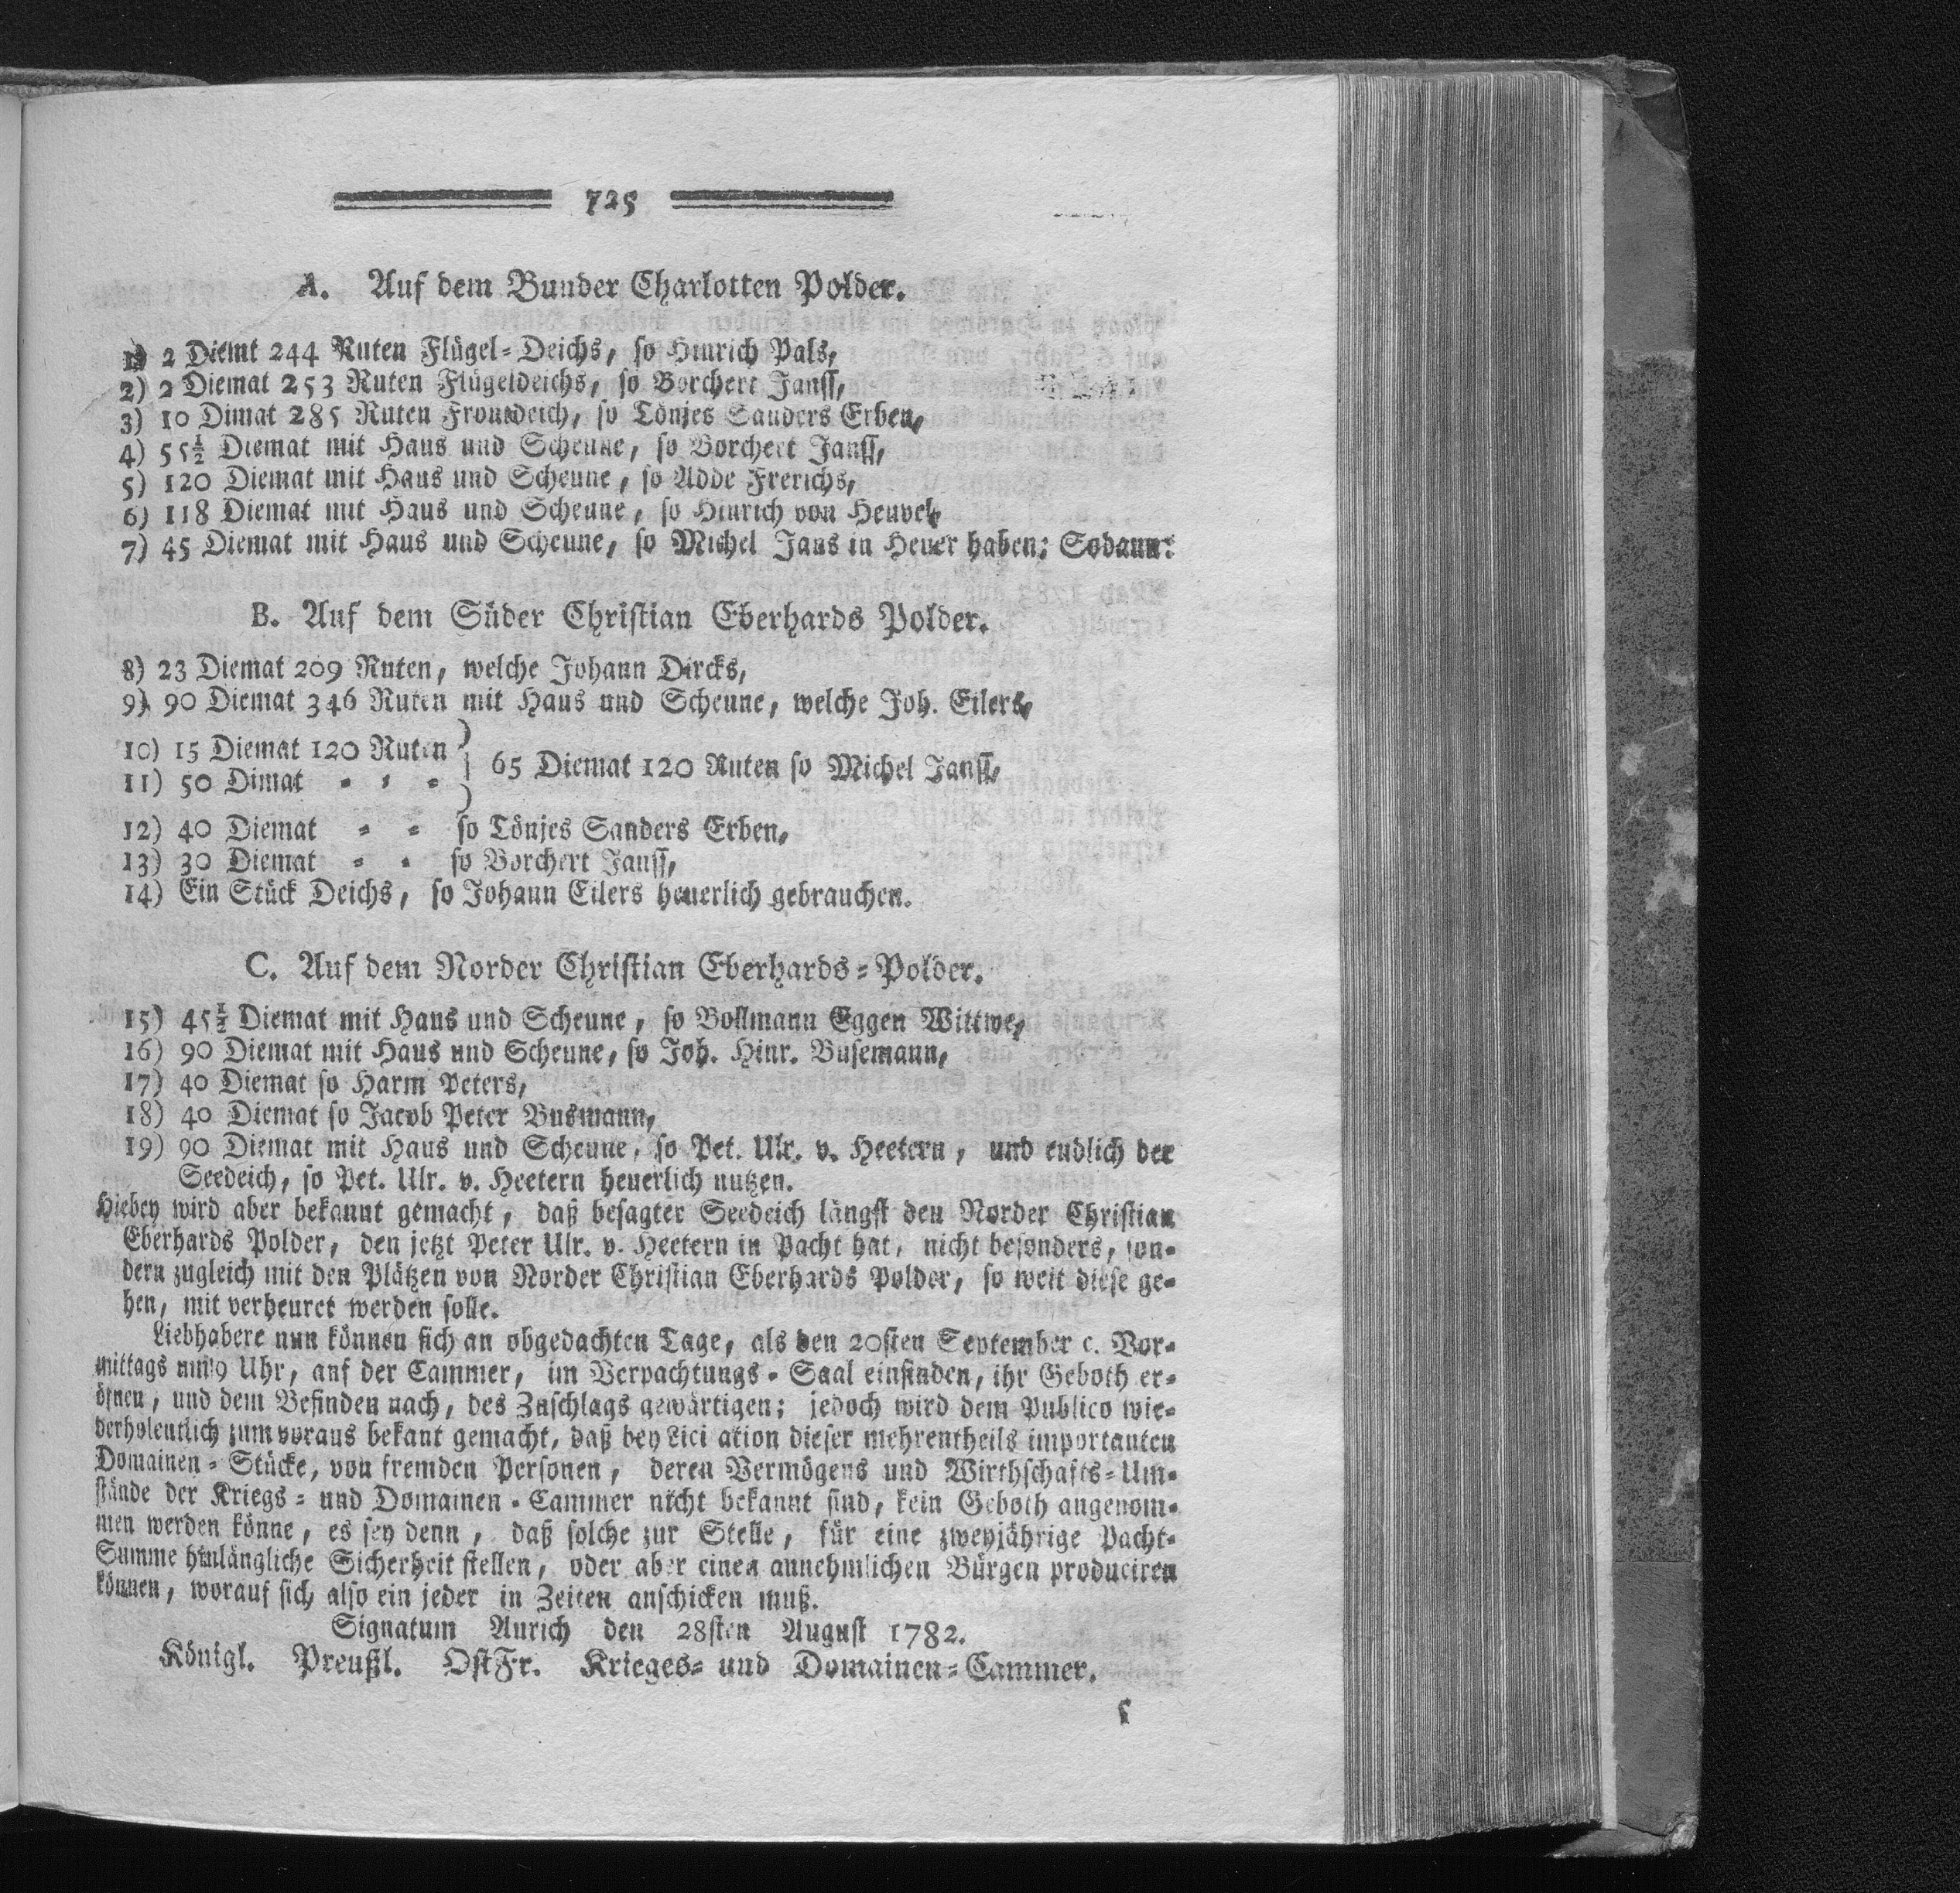 725
A. Auf dem Bunder Charlotten Polder.
1) 2 Diemt 244 Ruten Flügel-Deichs, so Hinrich Pals,
2) 2 Diemat 253 Ruten Flügeldeichs, so Borchert Janss,
3) 10 Dimat 285 Ruten Frontdeich, so Tönjes Sanders Erben,
4) 55½ Diemat mit Haus und Scheune, so Borchert Janss,
5) 120 Diemat mit Haus und Scheune, so Adde Frerichs,
6) 118 Diemat mit Haus und Scheune, so Hinrich von Heuvel,
7) 45 Diemat mit Haus und Scheune, so Michel Jans in Heuer haben; Sodann:
B. Auf dem Süder Christian Eberhards Polder.
8) 23 Diemat 209 Ruten, welche Johann Dircks,
9) 90 Diemat 346 Ruten mit Haus und Scheune, welche Joh. Eilers,
10) 15 Diemat 120 Ruten
11) 50 Dimat = = = } 65 Diemat 120 Ruten so Michel Janss,
12) 40 Diemat = = so Tönjes Sanders Erben,
13) 30 Diemat = = so Borchert Janss,
14) Ein Stück Deichs, so Johann Eilers heuerlich gebrauchen.
C. Auf dem Norder Christian Eberhards-Polder.
15) 45½ Diemat mit Haus und Scheune, so Bollmann Eggen Wittwe,
16) 90 Diemat mit Haus und Scheune, so Joh. Hinr. Busemann,
17) 40 Diemat so Harm Peters,
18) 40 Diemat so Jacob Peter Busmann,
19) 90 Diemat mit Haus und Scheune, so Pet. Ulr. v. Heetern, und endlich der
Seedeich, so Pet. Ulr. v. Heetern heuerlich nutzen.
Hiebey wird aber bekannt gemacht, daß besagter Seedeich längst den Norder Christian
Eberhards Polder, den jetzt Peter Ulr. v. Heetern in Pacht hat, nicht besonders, son-
dern zugleich mit den Plätzen von Norder Christian Eberhards Polder, so weit diese ge-
hen, mit verheuret werden solle.
Liebhabere nun können sich an obgedachten Tage, als den 20sten September c. Vor-
mittags um 9 Uhr, auf der Cammer, im Verpachtungs-Saal einfinden, ihr Geboth er-
öfnen, und dem Befinden nach, des Zuschlags gewärtigen; jedoch wird dem Publico wie-
derholentlich zum voraus bekant gemacht, daß bey Lici ation dieser mehrentheils importanten
Domainen-Stücke, von fremden Personen, deren Vermögens und Wirthschafts-Um-
stände der Kriegs- und Domainen-Cammer nicht bekannt sind, kein Geboth angenom-
men werden könne, es sey denn, daß solche zur Stelle, für eine zweyjährige Pacht-
Summe hinlängliche Sicherheit stellen, oder aber einen annehmlichen Bürgen produciren
können, worauf sich also ein jeder in Zeiten anschicken muß.
Signatum Aurich den 28sten August 1782.
Königl. Preußl. OstFr. Krieges- und Domainen-Cammer.